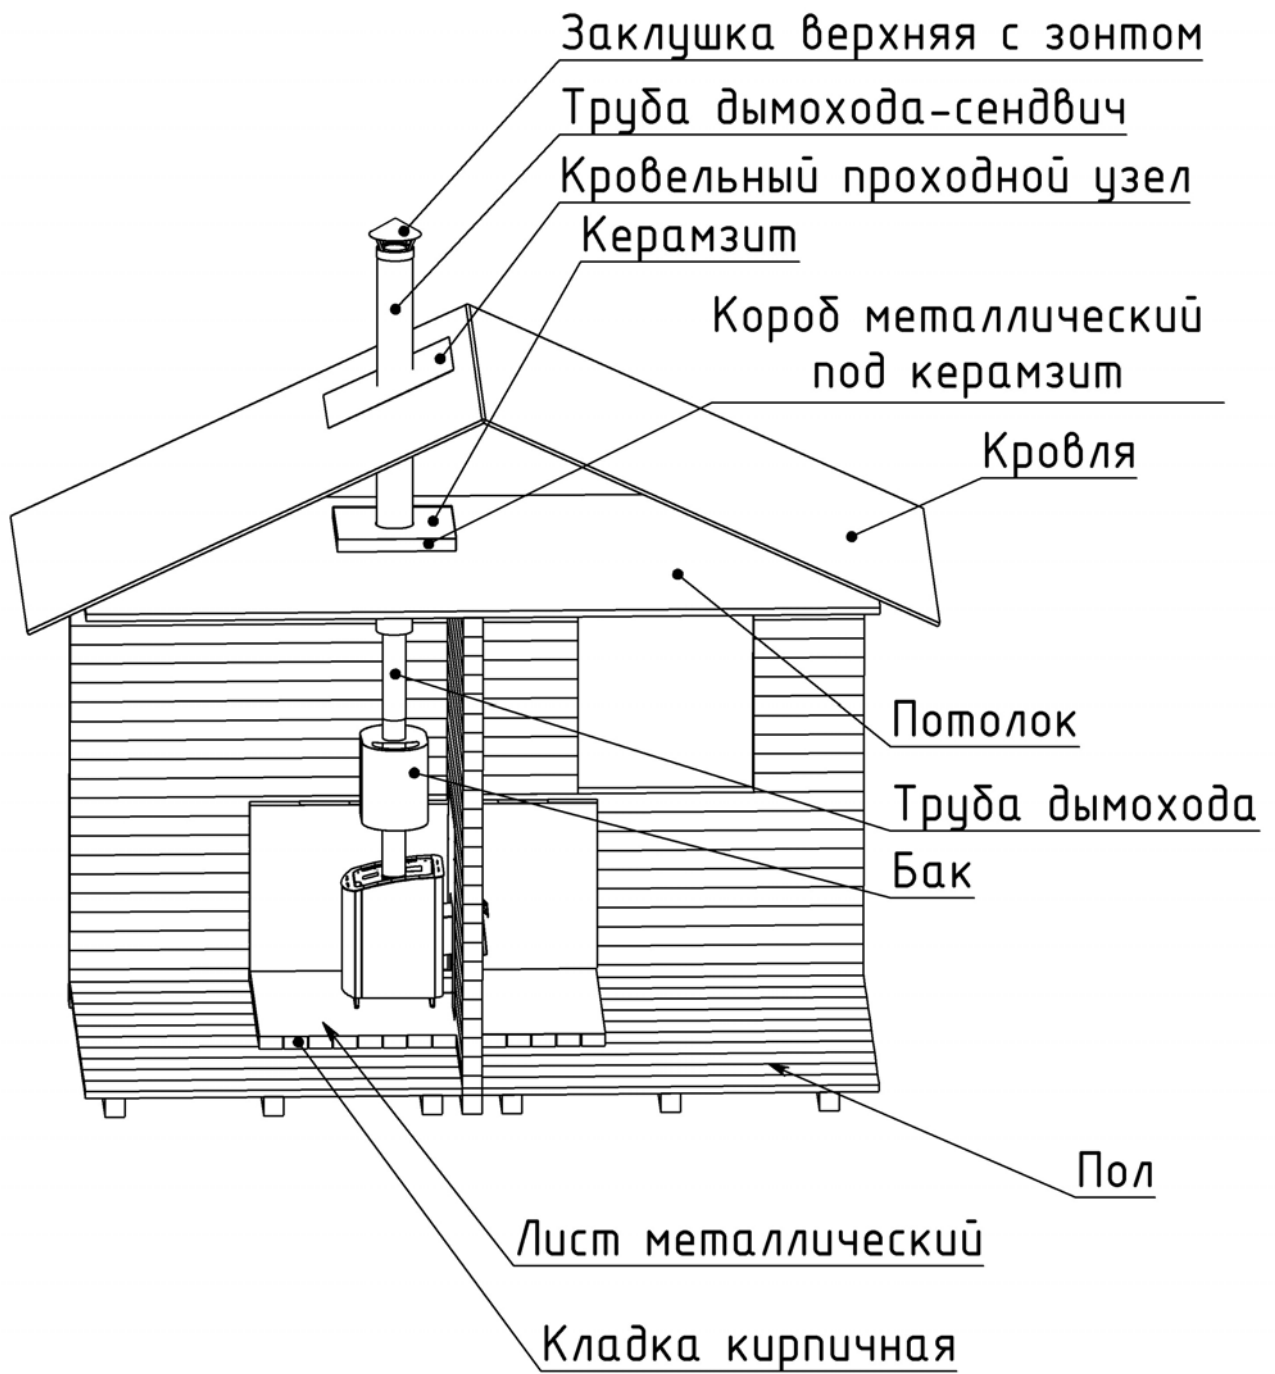 Заклушка верхняя с зонтом
Труба дымохода-сендвич
Кровельный проходной узел
Керамзит
Короб металлический
под керамзит
Кровля
Потолок
Труба дымохода
Бак
Пол
Лист металлический
Кладка кирпичная